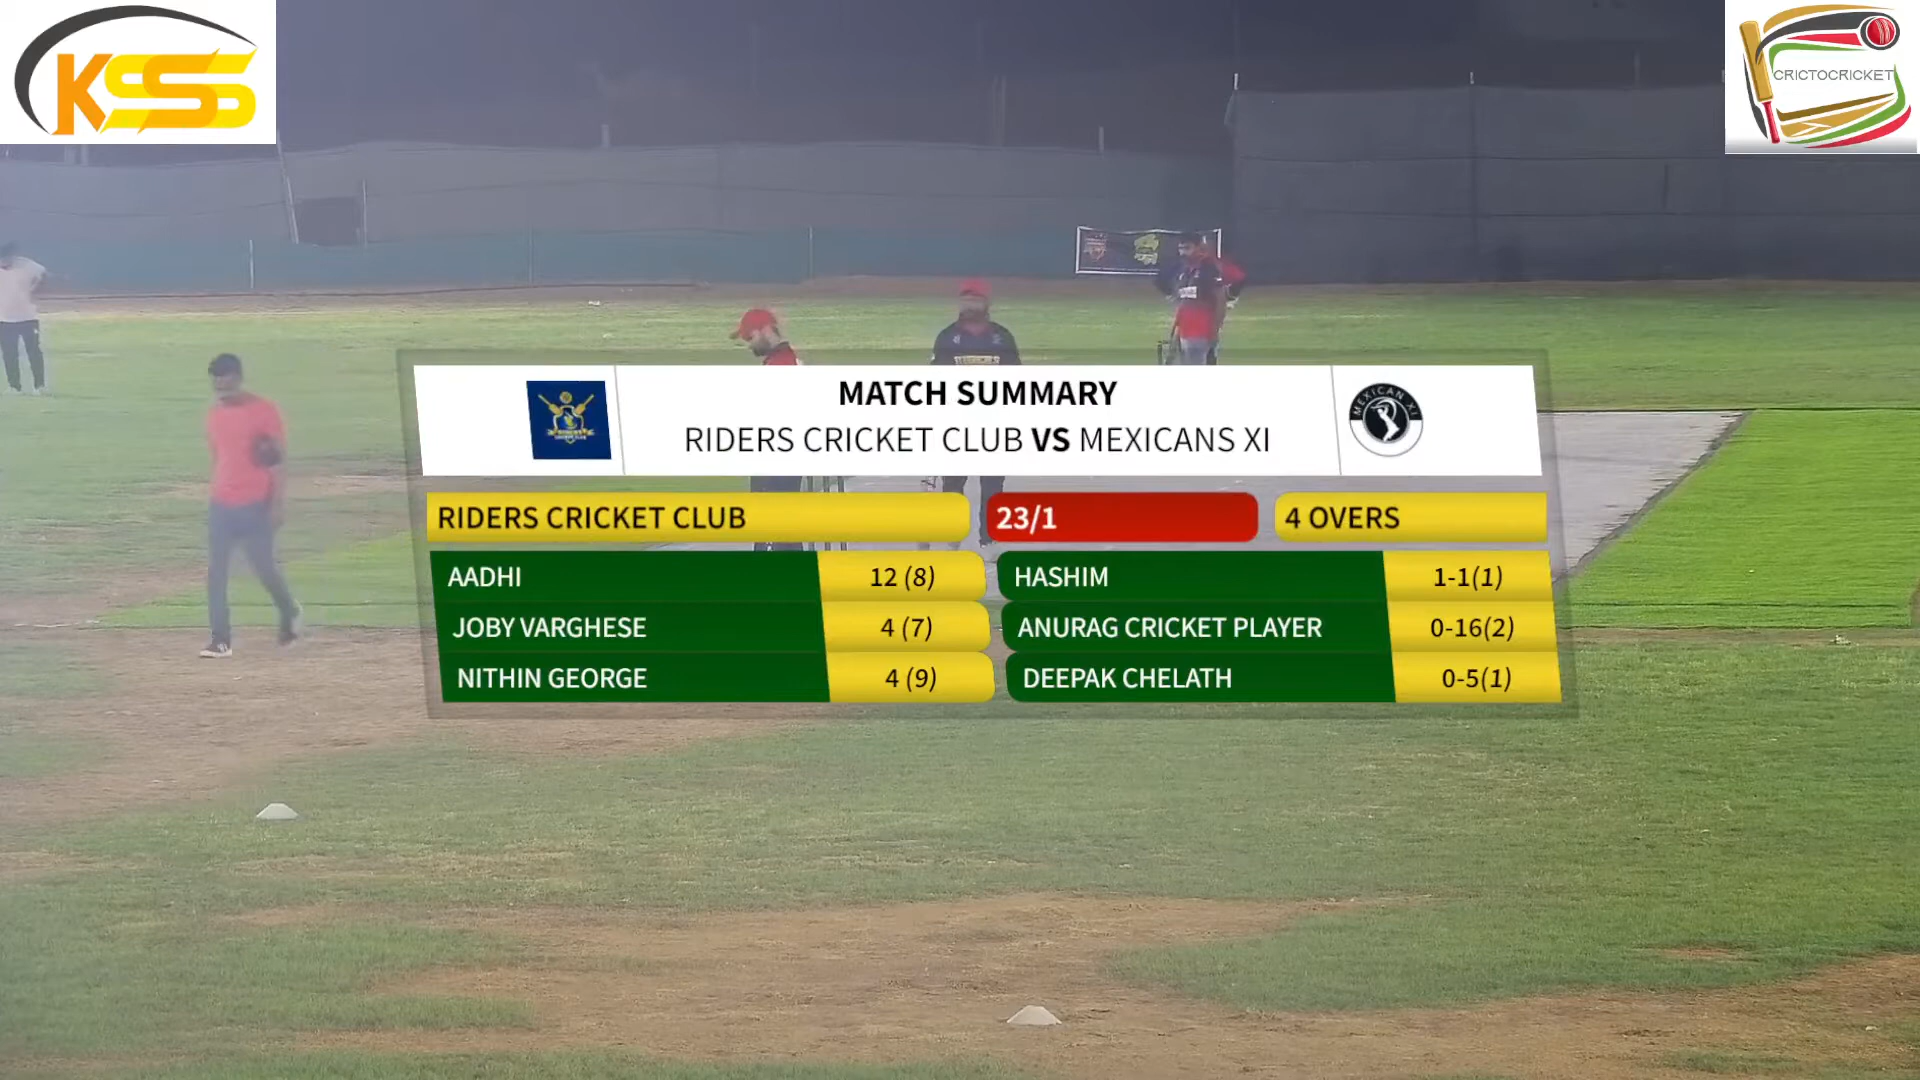 KSS
CRICTOCRICKET
MATCH SUMMARY
RIDERS CRICKET CLUB VS MEXICANS XI
MEXICAN XI
RIDERS CRICKET CLUB 23/1 4 OVERS
AADHI 12 (8) HASHIM 1-1(1)
JOBY VARGHESE 4 (7) ANURAG CRICKET PLAYER 0-16(2)
NITHIN GEORGE 4 (9) DEEPAK CHELATH 0-5(1)